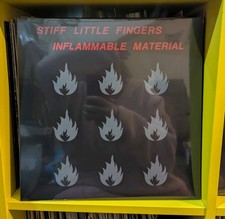 STIFF LITTLE FINGERS
INFLAMMABLE MATERIAL